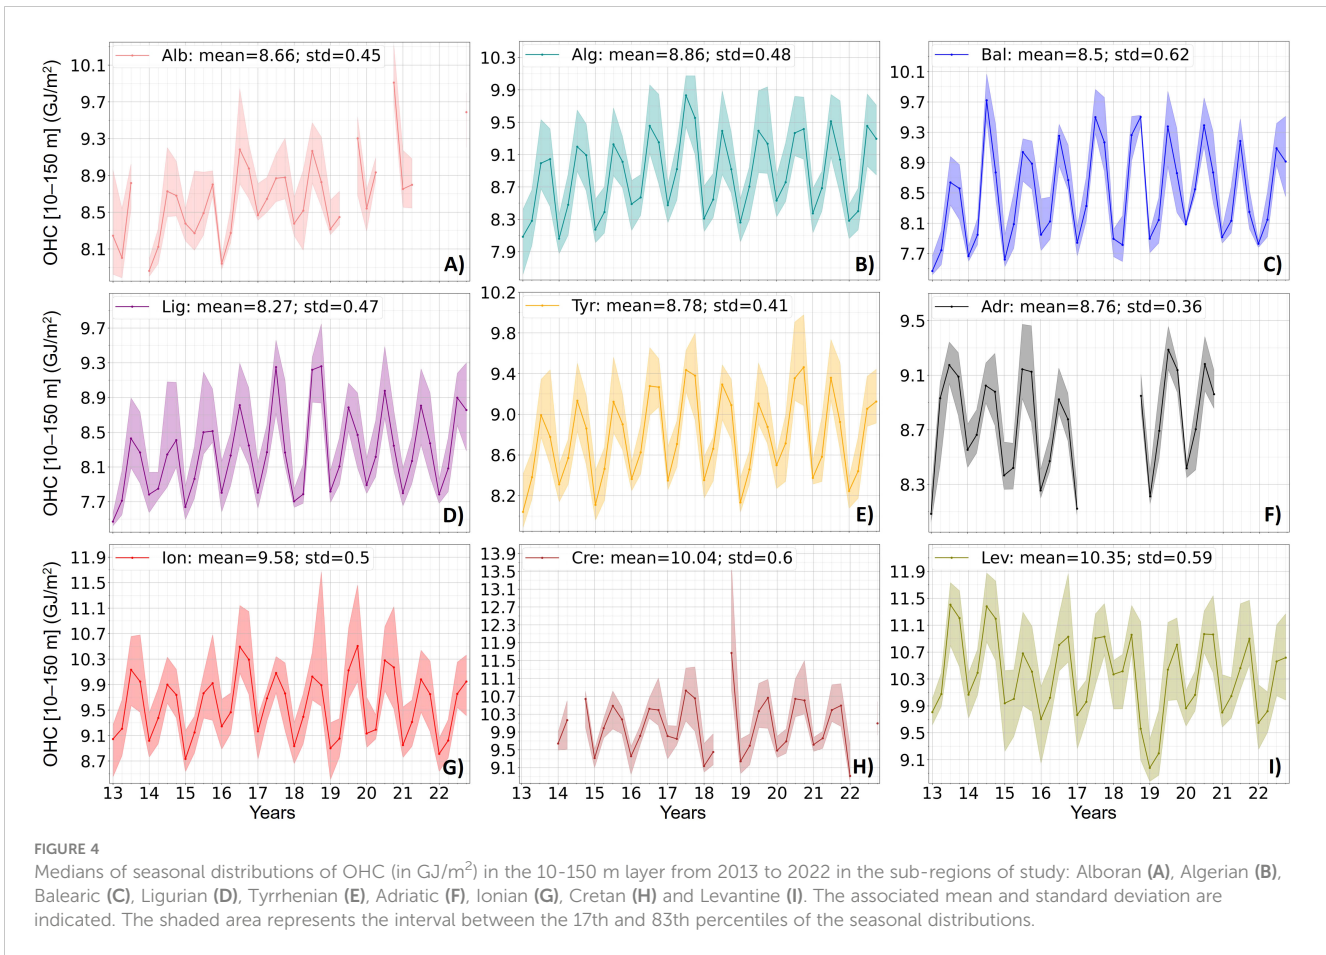 Alb: mean=8.66; std=0.45
OHC [10–150 m] (GJ/m²)
10.1
9.7
9.3
8.9
8.5
8.1
A)
Alg: mean=8.86; std=0.48
10.3
9.9
9.5
9.1
8.7
8.3
7.9
B)
Bal: mean=8.5; std=0.62
10.1
9.7
9.3
8.9
8.5
8.1
7.7
C)
Lig: mean=8.27; std=0.47
OHC [10–150 m] (GJ/m²)
9.7
9.3
8.9
8.5
8.1
7.7
D)
Tyr: mean=8.78; std=0.41
10.2
9.8
9.4
9.0
8.6
8.2
E)
Adr: mean=8.76; std=0.36
9.5
9.1
8.7
8.3
F)
Ion: mean=9.58; std=0.5
OHC [10–150 m] (GJ/m²)
11.9
11.5
11.1
10.7
10.3
9.9
9.5
9.1
8.7
G)
13 14 15 16 17 18 19 20 21 22
Years
Cre: mean=10.04; std=0.6
13.9
13.5
13.1
12.7
12.3
11.9
11.5
11.1
10.7
10.3
9.9
9.5
9.1
H)
13 14 15 16 17 18 19 20 21 22
Years
Lev: mean=10.35; std=0.59
11.9
11.5
11.1
10.7
10.3
9.9
9.5
9.1
I)
13 14 15 16 17 18 19 20 21 22
Years
FIGURE 4
Medians of seasonal distributions of OHC (in GJ/m²) in the 10-150 m layer from 2013 to 2022 in the sub-regions of study: Alboran (A), Algerian (B),
Balearic (C), Ligurian (D), Tyrrhenian (E), Adriatic (F), Ionian (G), Cretan (H) and Levantine (I). The associated mean and standard deviation are
indicated. The shaded area represents the interval between the 17th and 83th percentiles of the seasonal distributions.